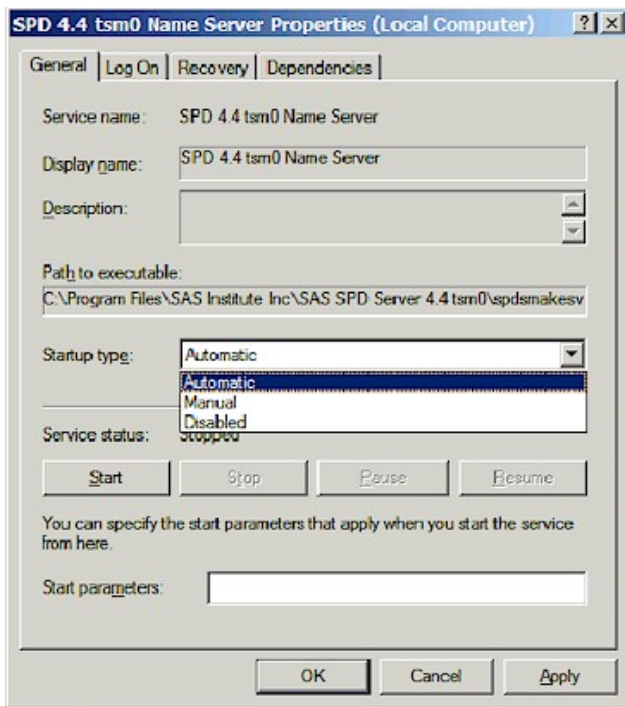 SPD 4.4 tsm0 Name Server Properties (Local Computer)
General Log On Recovery Dependencies
Service name: SPD 4.4 tsm0 Name Server
Display name: SPD 4.4 tsm0 Name Server
Description:
Path to executable:
C:\Program Files\SAS Institute Inc\SAS SPD Server 4.4 tsm0\spdsmakesv
Startup type: Automatic
Automatic
Manual
Disabled
Service status: Stopped
Start Stop Pause Resume
You can specify the start parameters that apply when you start the service
from here.
Start parameters:
OK Cancel Apply